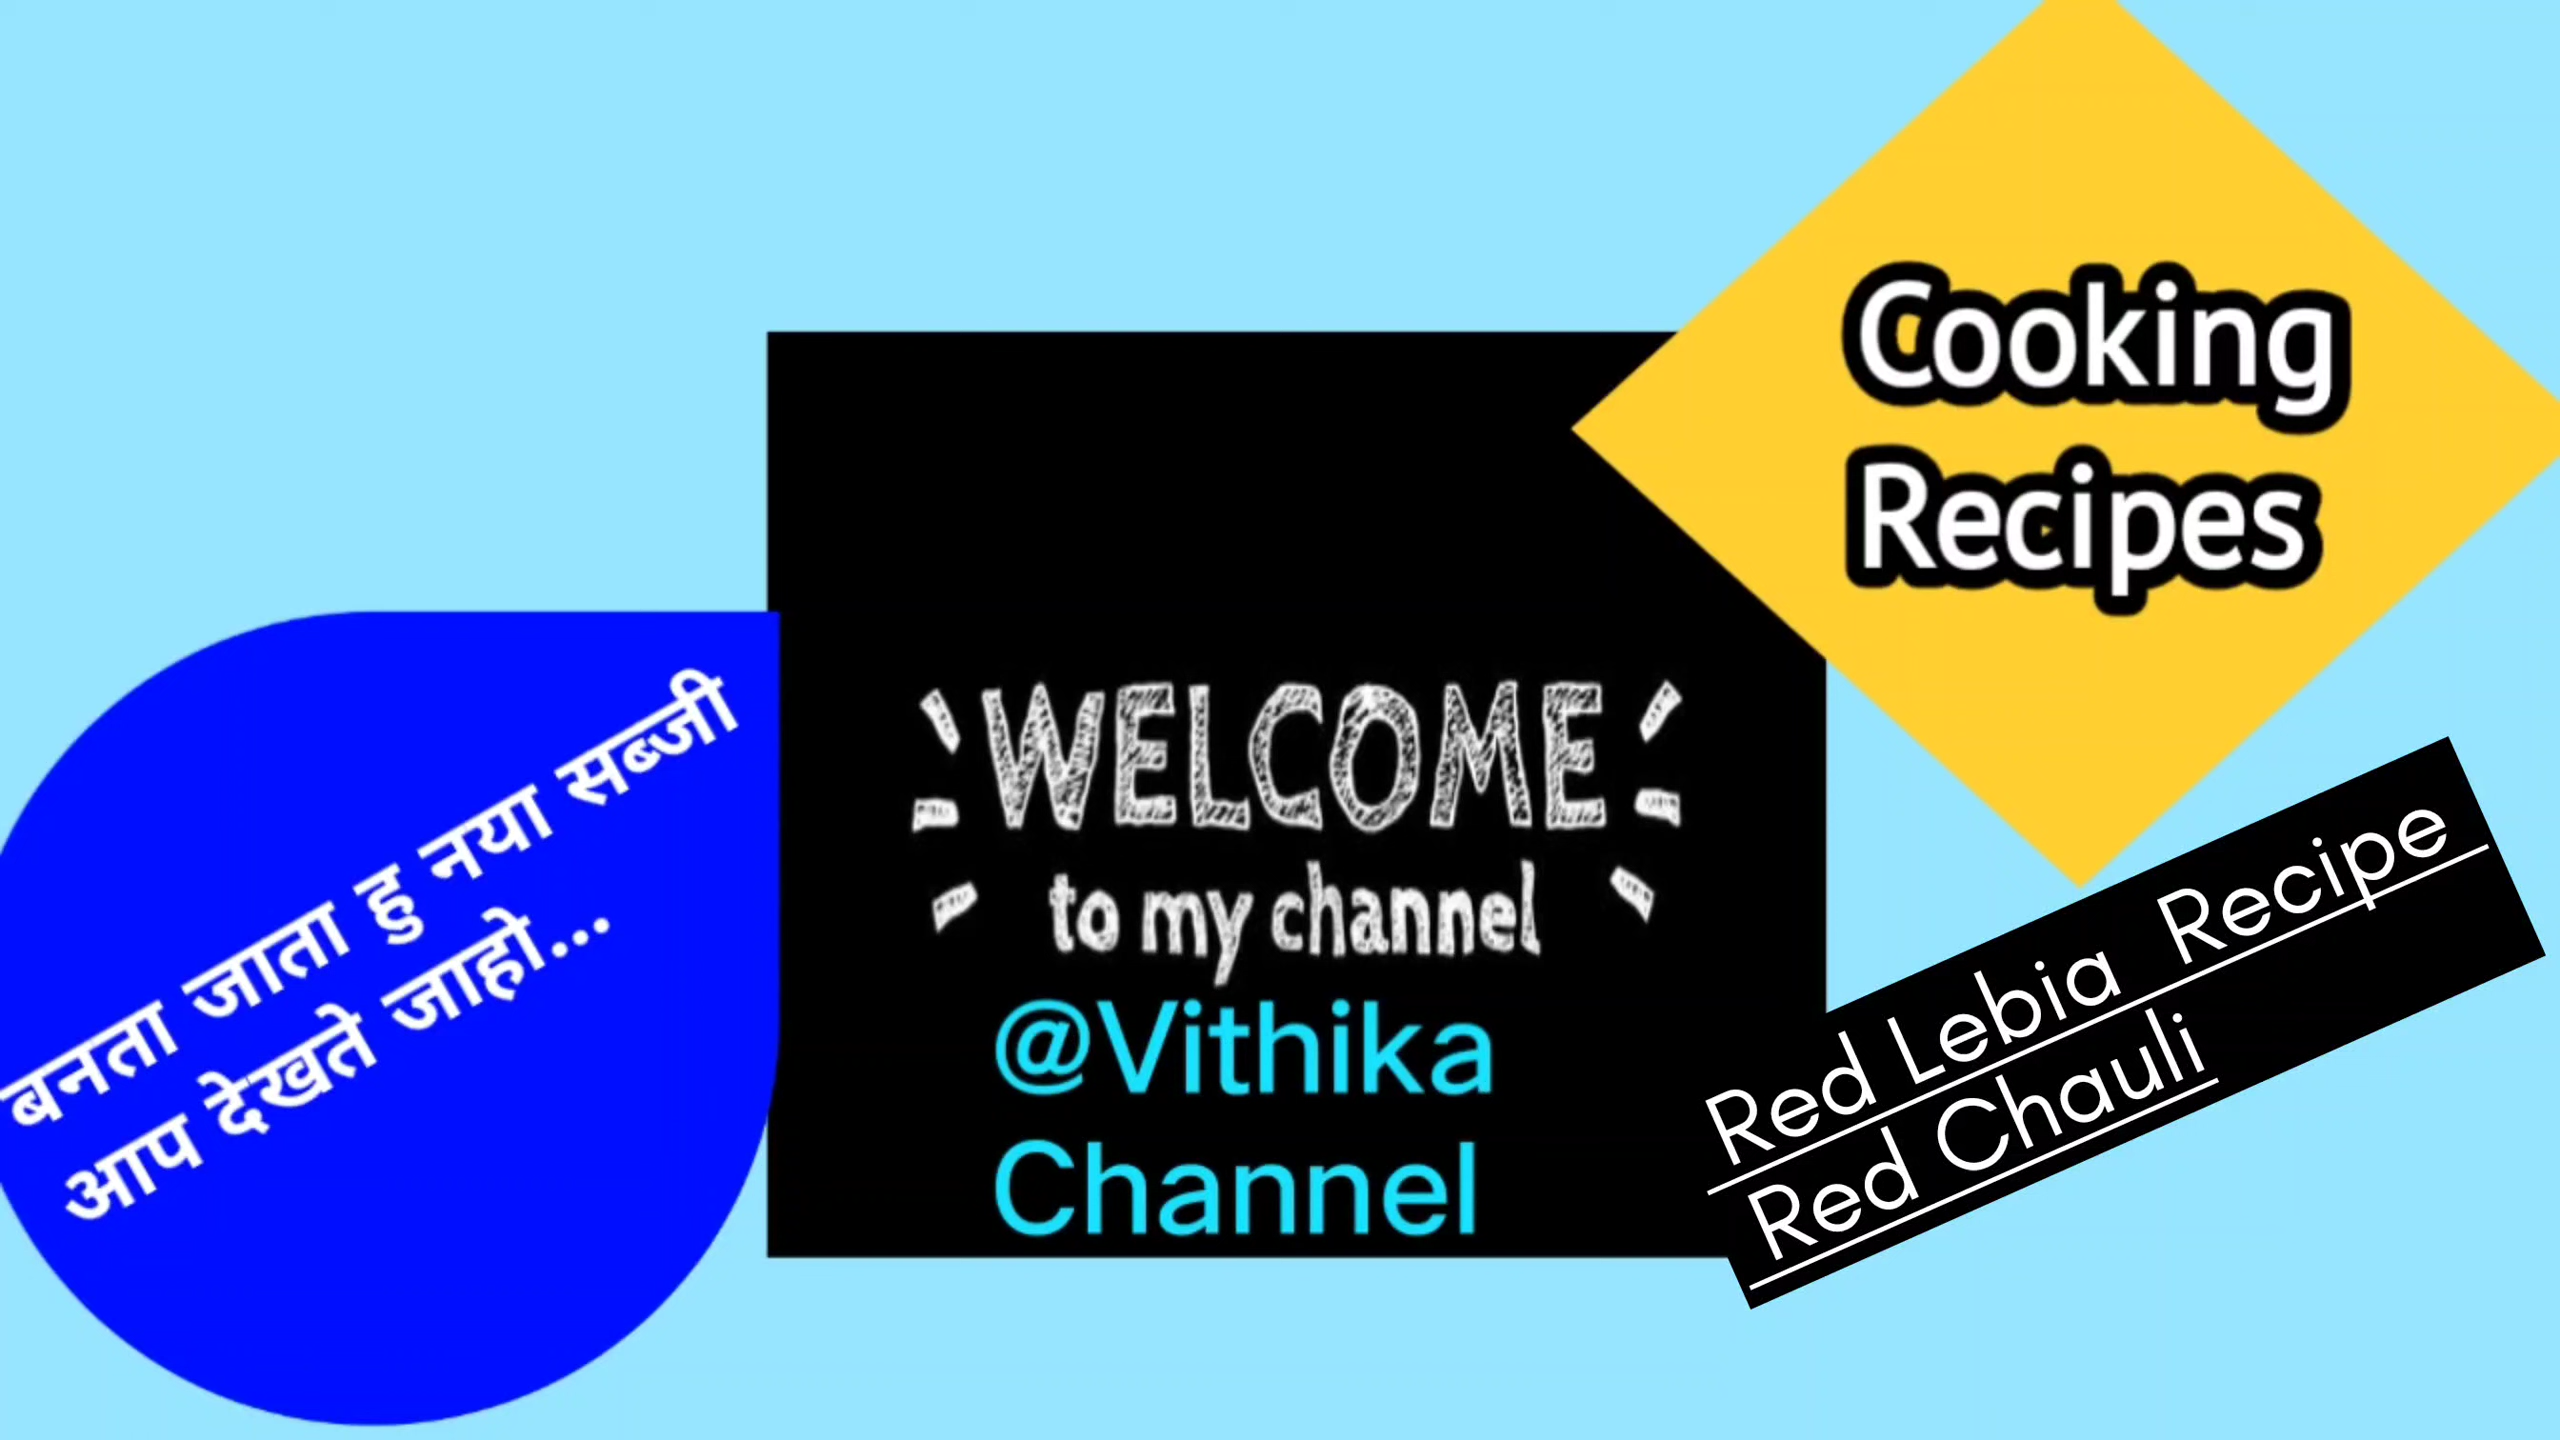 Cooking
Recipes
बनता जाता हु नया सब्जी
आप देखते जाहो...
WELCOME
to my channel
@Vithika
Channel
Red Lebia Recipe
Red Chauli